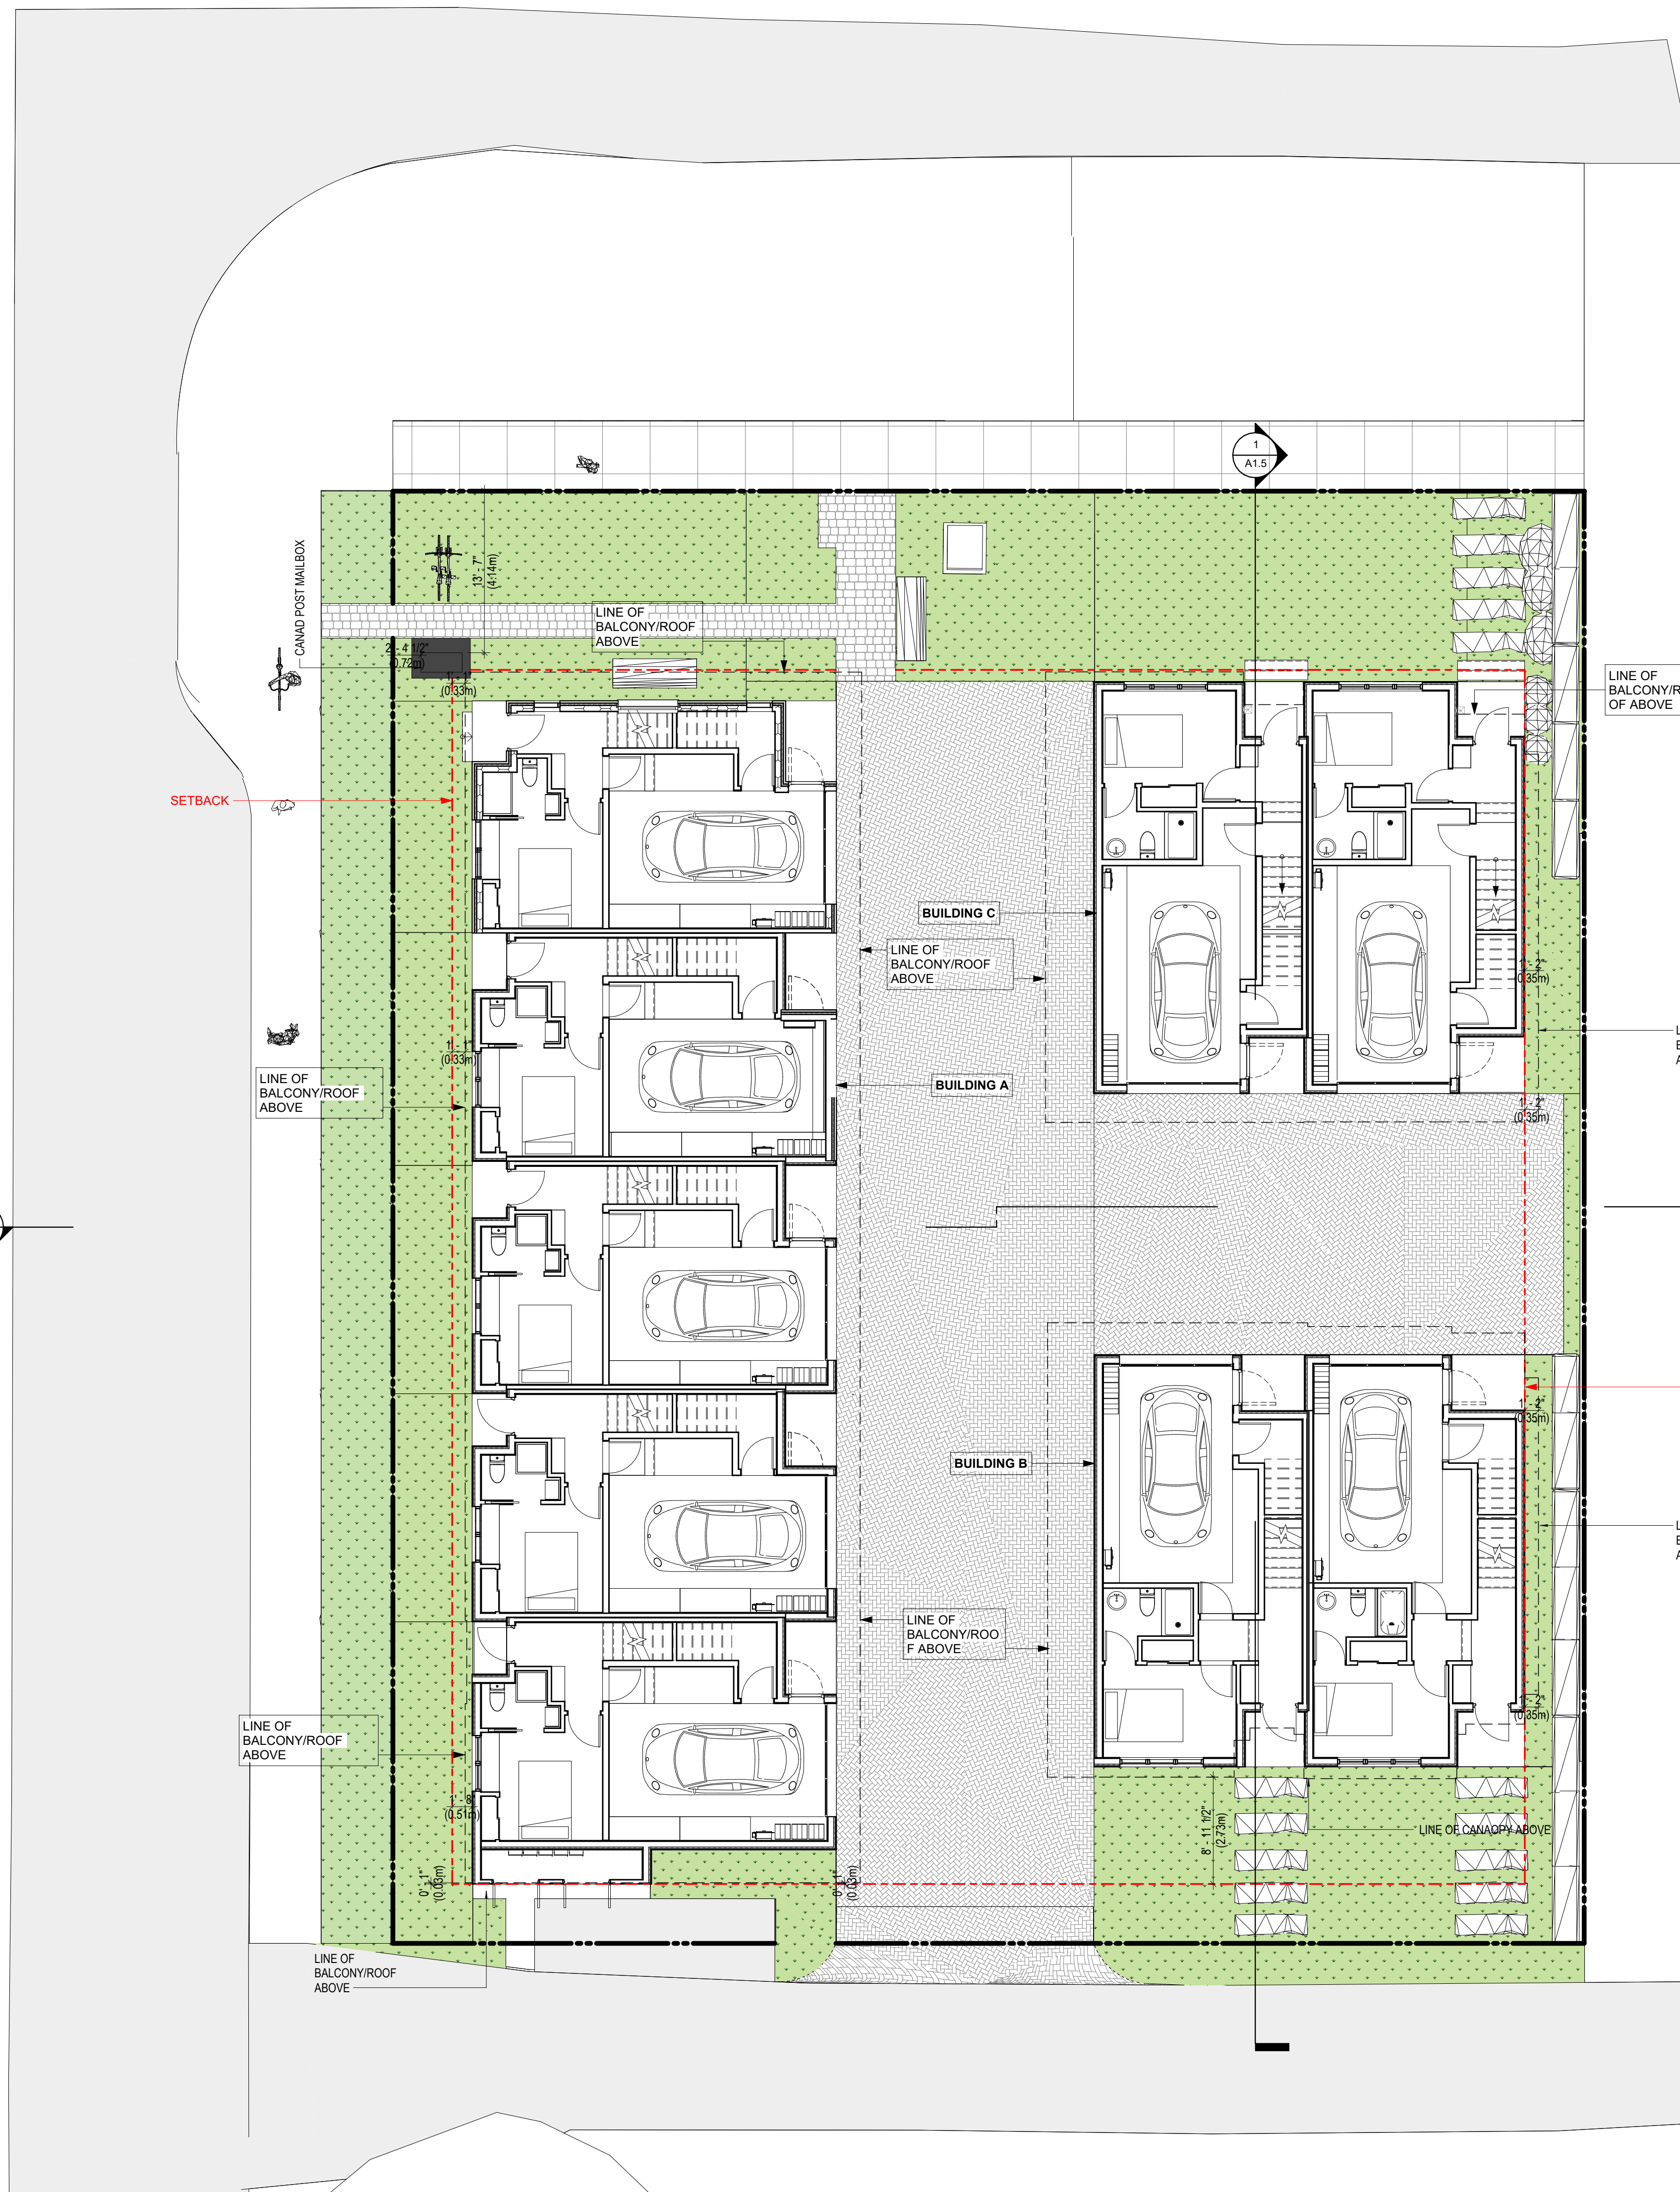 1
A1.5
CANAD POST MAILBOX
13' - 7"
(4.14m)
LINE OF
BALCONY/ROOF
ABOVE
2' - 4 1/2"
(0.72m)
1' - 1"
(0.33m)
LINE OF
BALCONY/R
OF ABOVE
SETBACK
BUILDING C
LINE OF
BALCONY/ROOF
ABOVE
1' - 2"
(0.35m)
1' - 1"
(0.33m)
LINE OF
BALCONY/ROOF
ABOVE
BUILDING A
1' - 2"
(0.35m)
1' - 2"
(0.35m)
BUILDING B
LINE OF
BALCONY/ROO
F ABOVE
1' - 2"
(0.35m)
LINE OF
BALCONY/ROOF
ABOVE
1' - 8"
(0.51m)
8' - 11 1/2"
(2.73m)
LINE OF CANAOPY ABOVE
0' - 1"
(0.03m)
0' - 1"
(0.03m)
LINE OF
BALCONY/ROOF
ABOVE